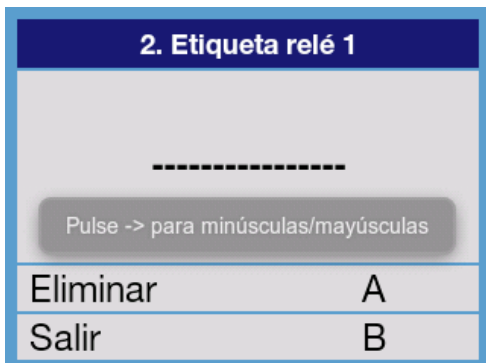 2. Etiqueta relé 1
----------------
Pulse -> para minúsculas/mayúsculas
Eliminar A
Salir B